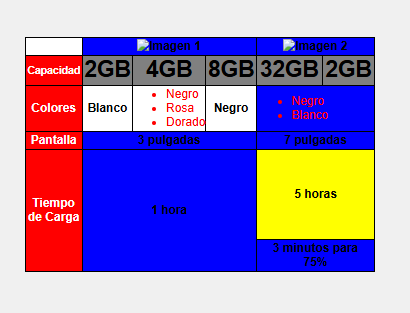 Imagen 1 Imagen 2
Capacidad 2GB 4GB 8GB 32GB 2GB
Colores Blanco
Negro
Rosa
Dorado
Negro
Negro
Blanco
Pantalla 3 pulgadas 7 pulgadas
Tiempo
de Carga
1 hora
5 horas
3 minutos para
75%